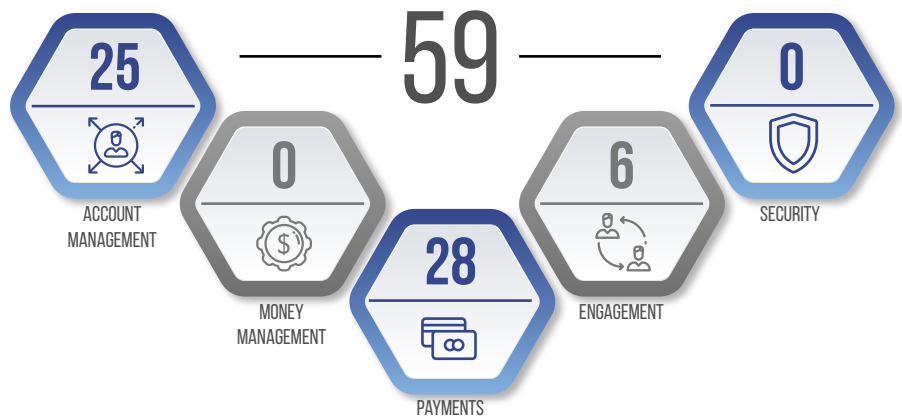 59
25
ACCOUNT
MANAGEMENT
0
$
MONEY
MANAGEMENT
28
PAYMENTS
6
ENGAGEMENT
0
SECURITY